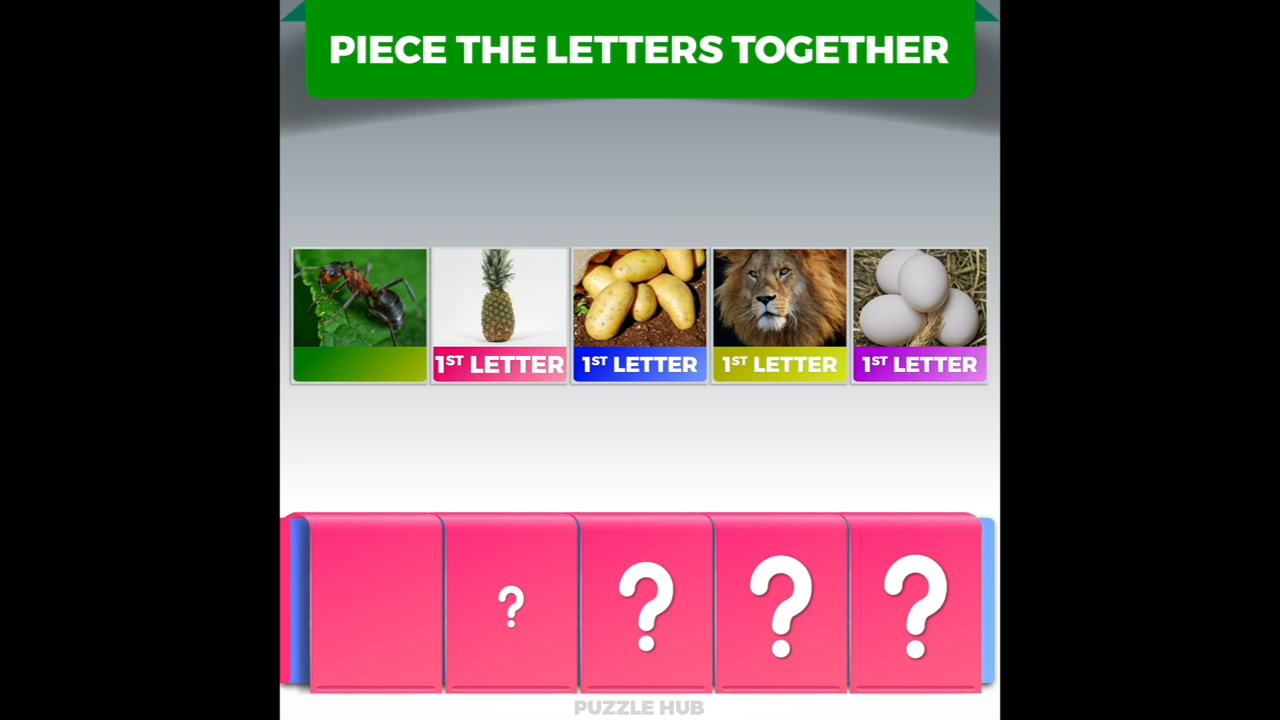 PIECE THE LETTERS TOGETHER
1ST LETTER
1ST LETTER
1ST LETTER
1ST LETTER
? ? ? ?
PUZZLE HUB